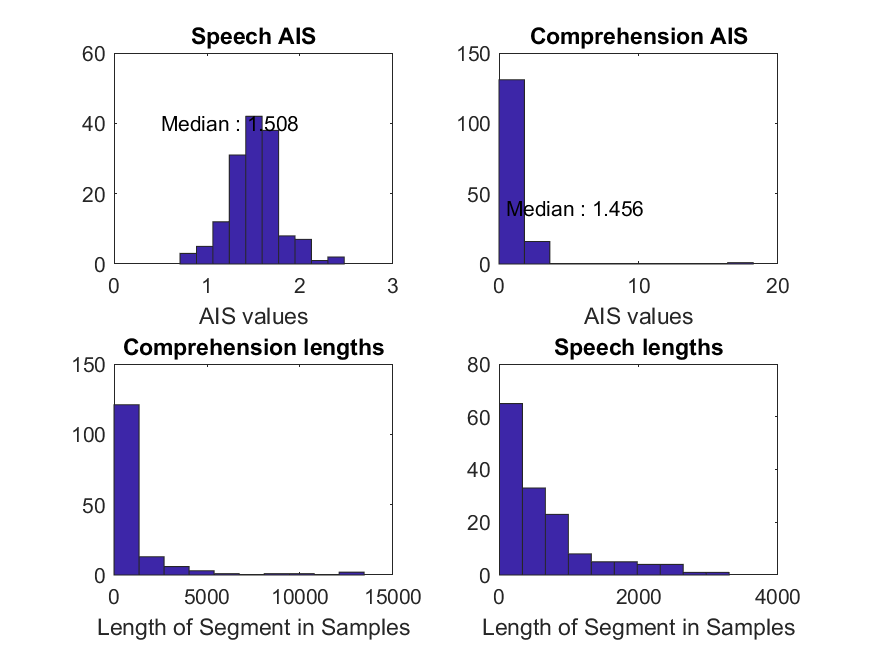 Speech AIS
60
40
20
0
Median : 1.508
0 1 2 3
AIS values
Comprehension AIS
150
100
50
0
Median : 1.456
0 10 20
AIS values
Comprehension lengths
150
100
50
0
0 5000 10000 15000
Length of Segment in Samples
Speech lengths
80
60
40
20
0
0 2000 4000
Length of Segment in Samples